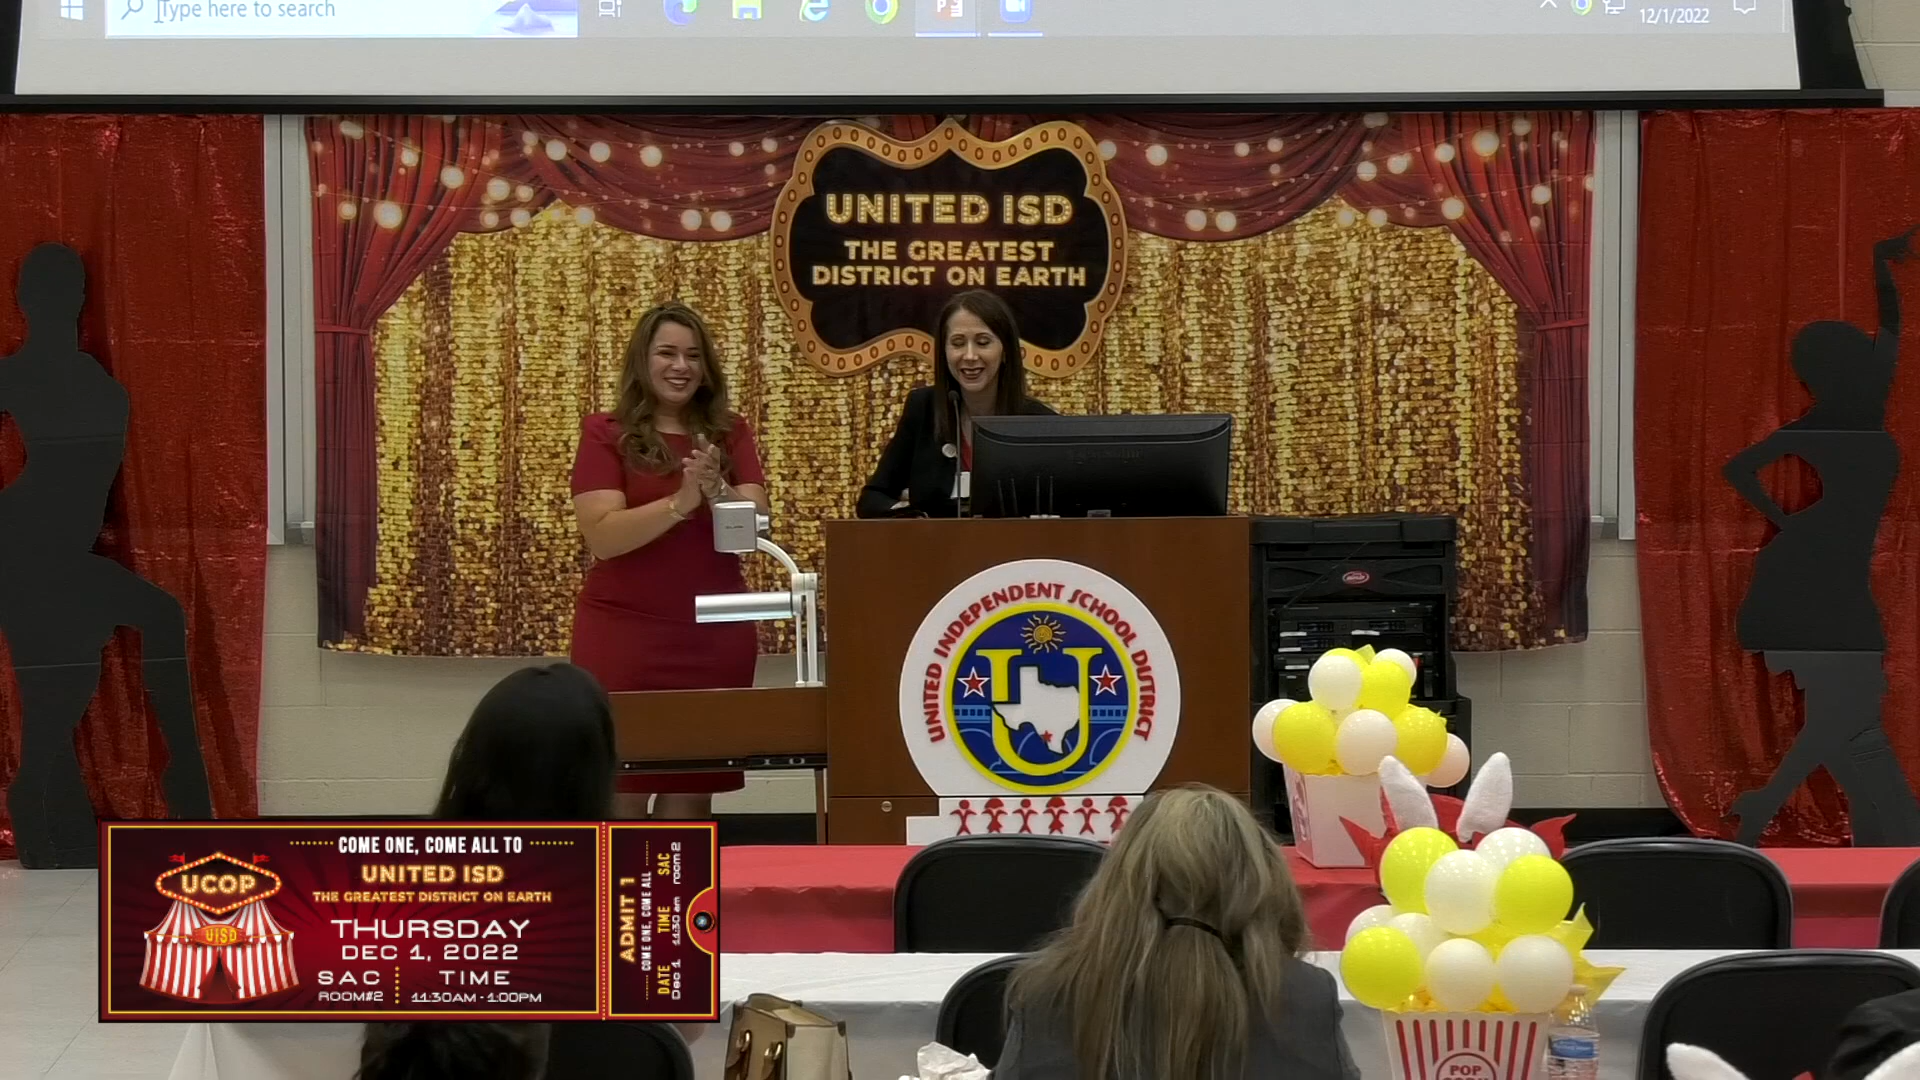 Type here to search
12/1/2022
UNITED ISD
THE GREATEST
DISTRICT ON EARTH
UNITED INDEPENDENT SCHOOL DISTRICT
U
COME ONE, COME ALL TO
UNITED ISD
THE GREATEST DISTRICT ON EARTH
THURSDAY
DEC 1, 2022
SAC
ROOM#2
TIME
11:30AM - 1:00PM
UCOP
UISD
ADMIT 1
COME ONE, COME ALL
DATE TIME SAC
Dec 1 11:30 am room 2
POP